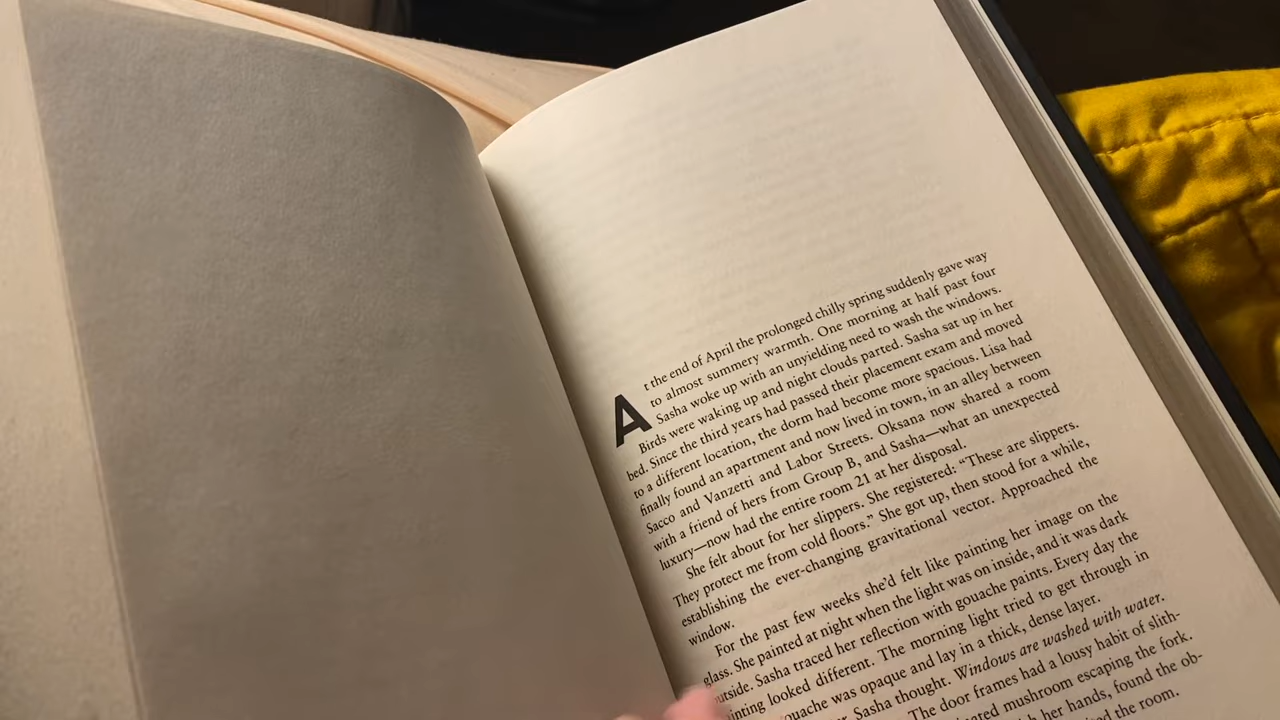 At the end of April the prolonged chilly spring suddenly gave way
to almost summery warmth. One morning at half past four
Sasha woke up with an unyielding need to wash the windows.
Birds were waking up and night clouds parted. Sasha sat up in her
bed. Since the third years had passed their placement exam and moved
to a different location, the dorm had become more spacious. Lisa had
finally found an apartment and now lived in town, in an alley between
Sacco and Vanzetti and Labor Streets. Oksana now shared a room
with a friend of hers from Group B, and Sasha—what an unexpected
luxury—now had the entire room 21 at her disposal.
She felt about for her slippers. She registered: “These are slippers.
They protect me from cold floors.” She got up, then stood for a while,
establishing the ever-changing gravitational vector. Approached the
window.
For the past few weeks she’d felt like painting her image on the
glass. She painted at night when the light was on inside, and it was dark
outside. Sasha traced her reflection with gouache paints. Every day the
painting looked different. The morning light tried to get through in
gouache was opaque and lay in a thick, dense layer.
Sasha thought. Windows are washed with water.
The door frames had a lousy habit of slith-
mushroom escaping the fork.
her hands, found the ob-
the room.